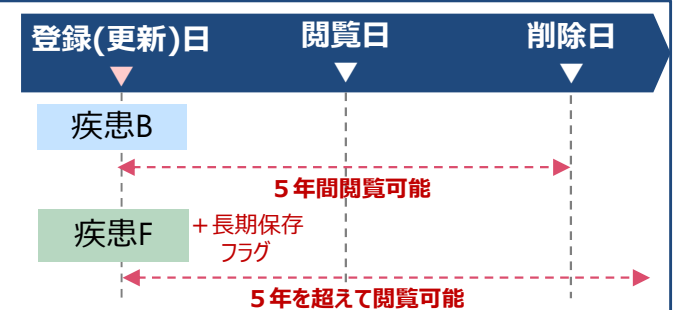 登録(更新)日 閲覧日 削除日
疾患B
５年間閲覧可能
疾患F
＋長期保存
フラグ
５年を超えて閲覧可能